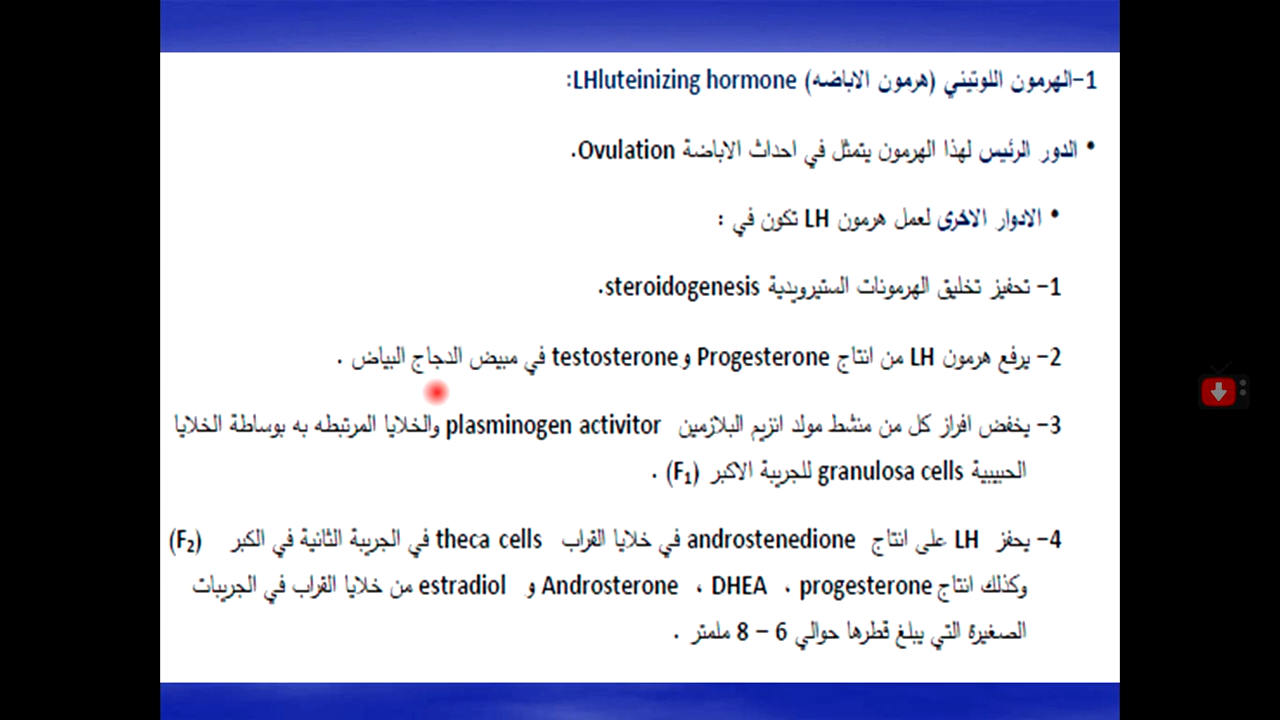 1-الهرمون اللوتيني (هرمون الاباضه) LHluteinizing hormone:
• الدور الرئيس لهذا الهرمون يتمثل في احداث الاباضة Ovulation.
• الادوار الاخرى لعمل هرمون LH تكون في :
1- تحفيز تخليق الهرمونات الستيرويدية steroidogenesis.
2- يرفع هرمون LH من انتاج Progesterone و testosterone في مبيض الدجاج البياض .
3- يخفض افراز كل من منشط مولد انزيم البلازمين plasminogen activitor والخلايا المرتبطه به بوساطة الخلايا
الحبيبية granulosa cells للجريبة الاكبر (F₁) .
4- يحفز LH على انتاج androstenedione في خلايا القراب theca cells في الجريبة الثانية في الكبر (F₂)
وكذلك انتاج progesterone ، DHEA ، Androsterone و estradiol من خلايا القراب في الجريبات
الصغيرة التي يبلغ قطرها حوالي 6 – 8 ملمتر .